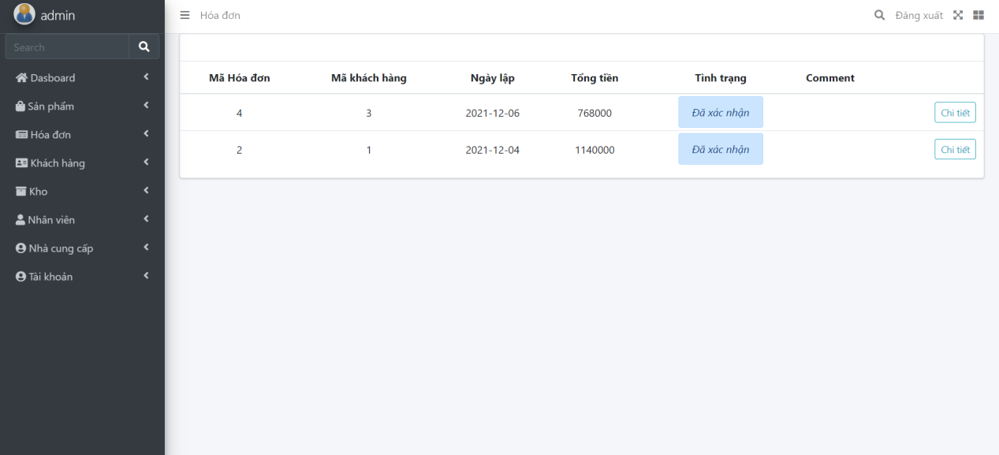 admin
Search
Dasboard
Sản phẩm
Hóa đơn
Khách hàng
Kho
Nhân viên
Nhà cung cấp
Tài khoản
Hóa đơn
Đăng xuất
Mã Hóa đơn Mã khách hàng Ngày lập Tổng tiền Tình trạng Comment
4 3 2021-12-06 768000 Đã xác nhận Chi tiết
2 1 2021-12-04 1140000 Đã xác nhận Chi tiết